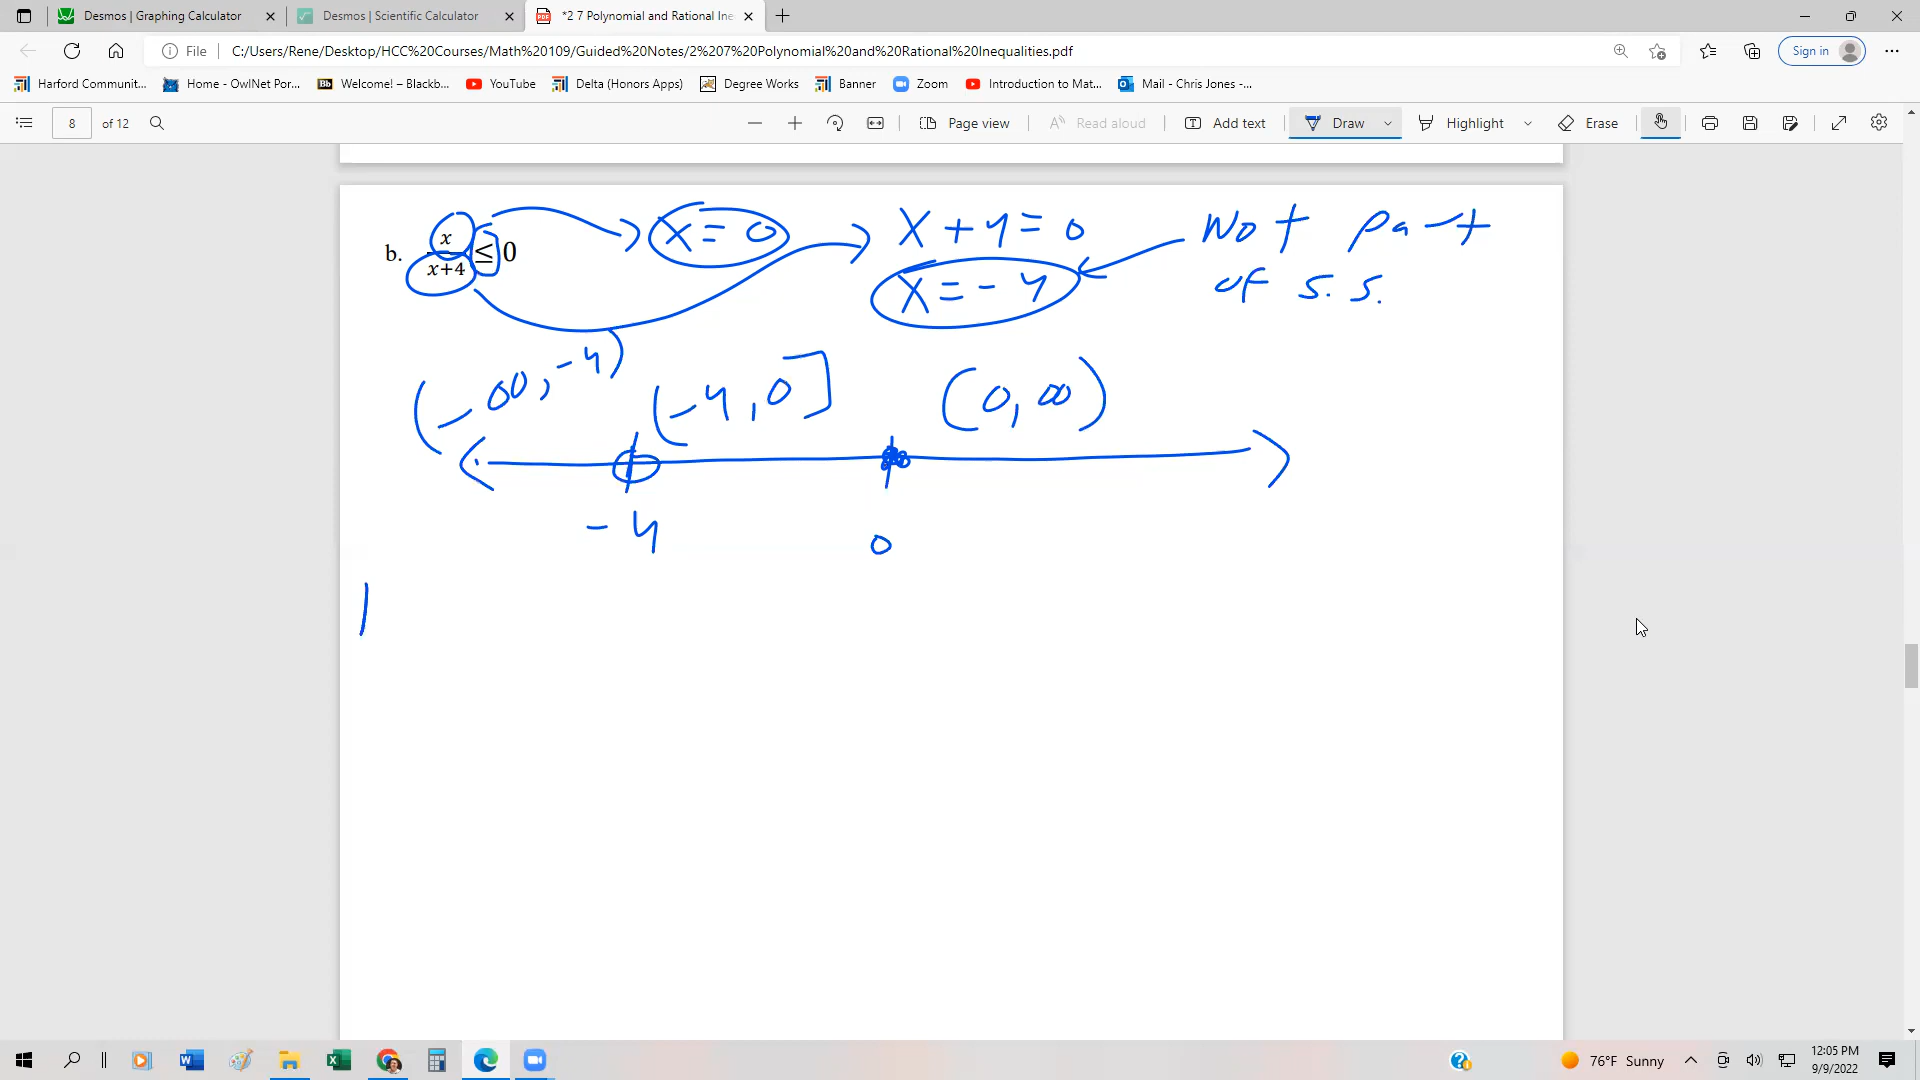 Desmos | Graphing Calculator
Desmos | Scientific Calculator
*2 7 Polynomial and Rational Ine
File
C:/Users/Rene/Desktop/HCC%20Courses/Math%20109/Guided%20Notes/2%207%20Polynomial%20and%20Rational%20Inequalities.pdf
Sign in
Harford Communit...
Home - OwlNet Por...
Welcome! – Blackb...
YouTube
Delta (Honors Apps)
Degree Works
Banner
Zoom
Introduction to Mat...
Mail - Chris Jones -...
8 of 12
Page view
Read aloud
Add text
Draw
Highlight
Erase
b. x/(x+4) ≤ 0
x = 0
x + 4 = 0
Not part
x = - 4
of s.s.
(-∞, -4)
(-4, 0]
(0, ∞)
- 4
0
76°F Sunny
12:05 PM
9/9/2022